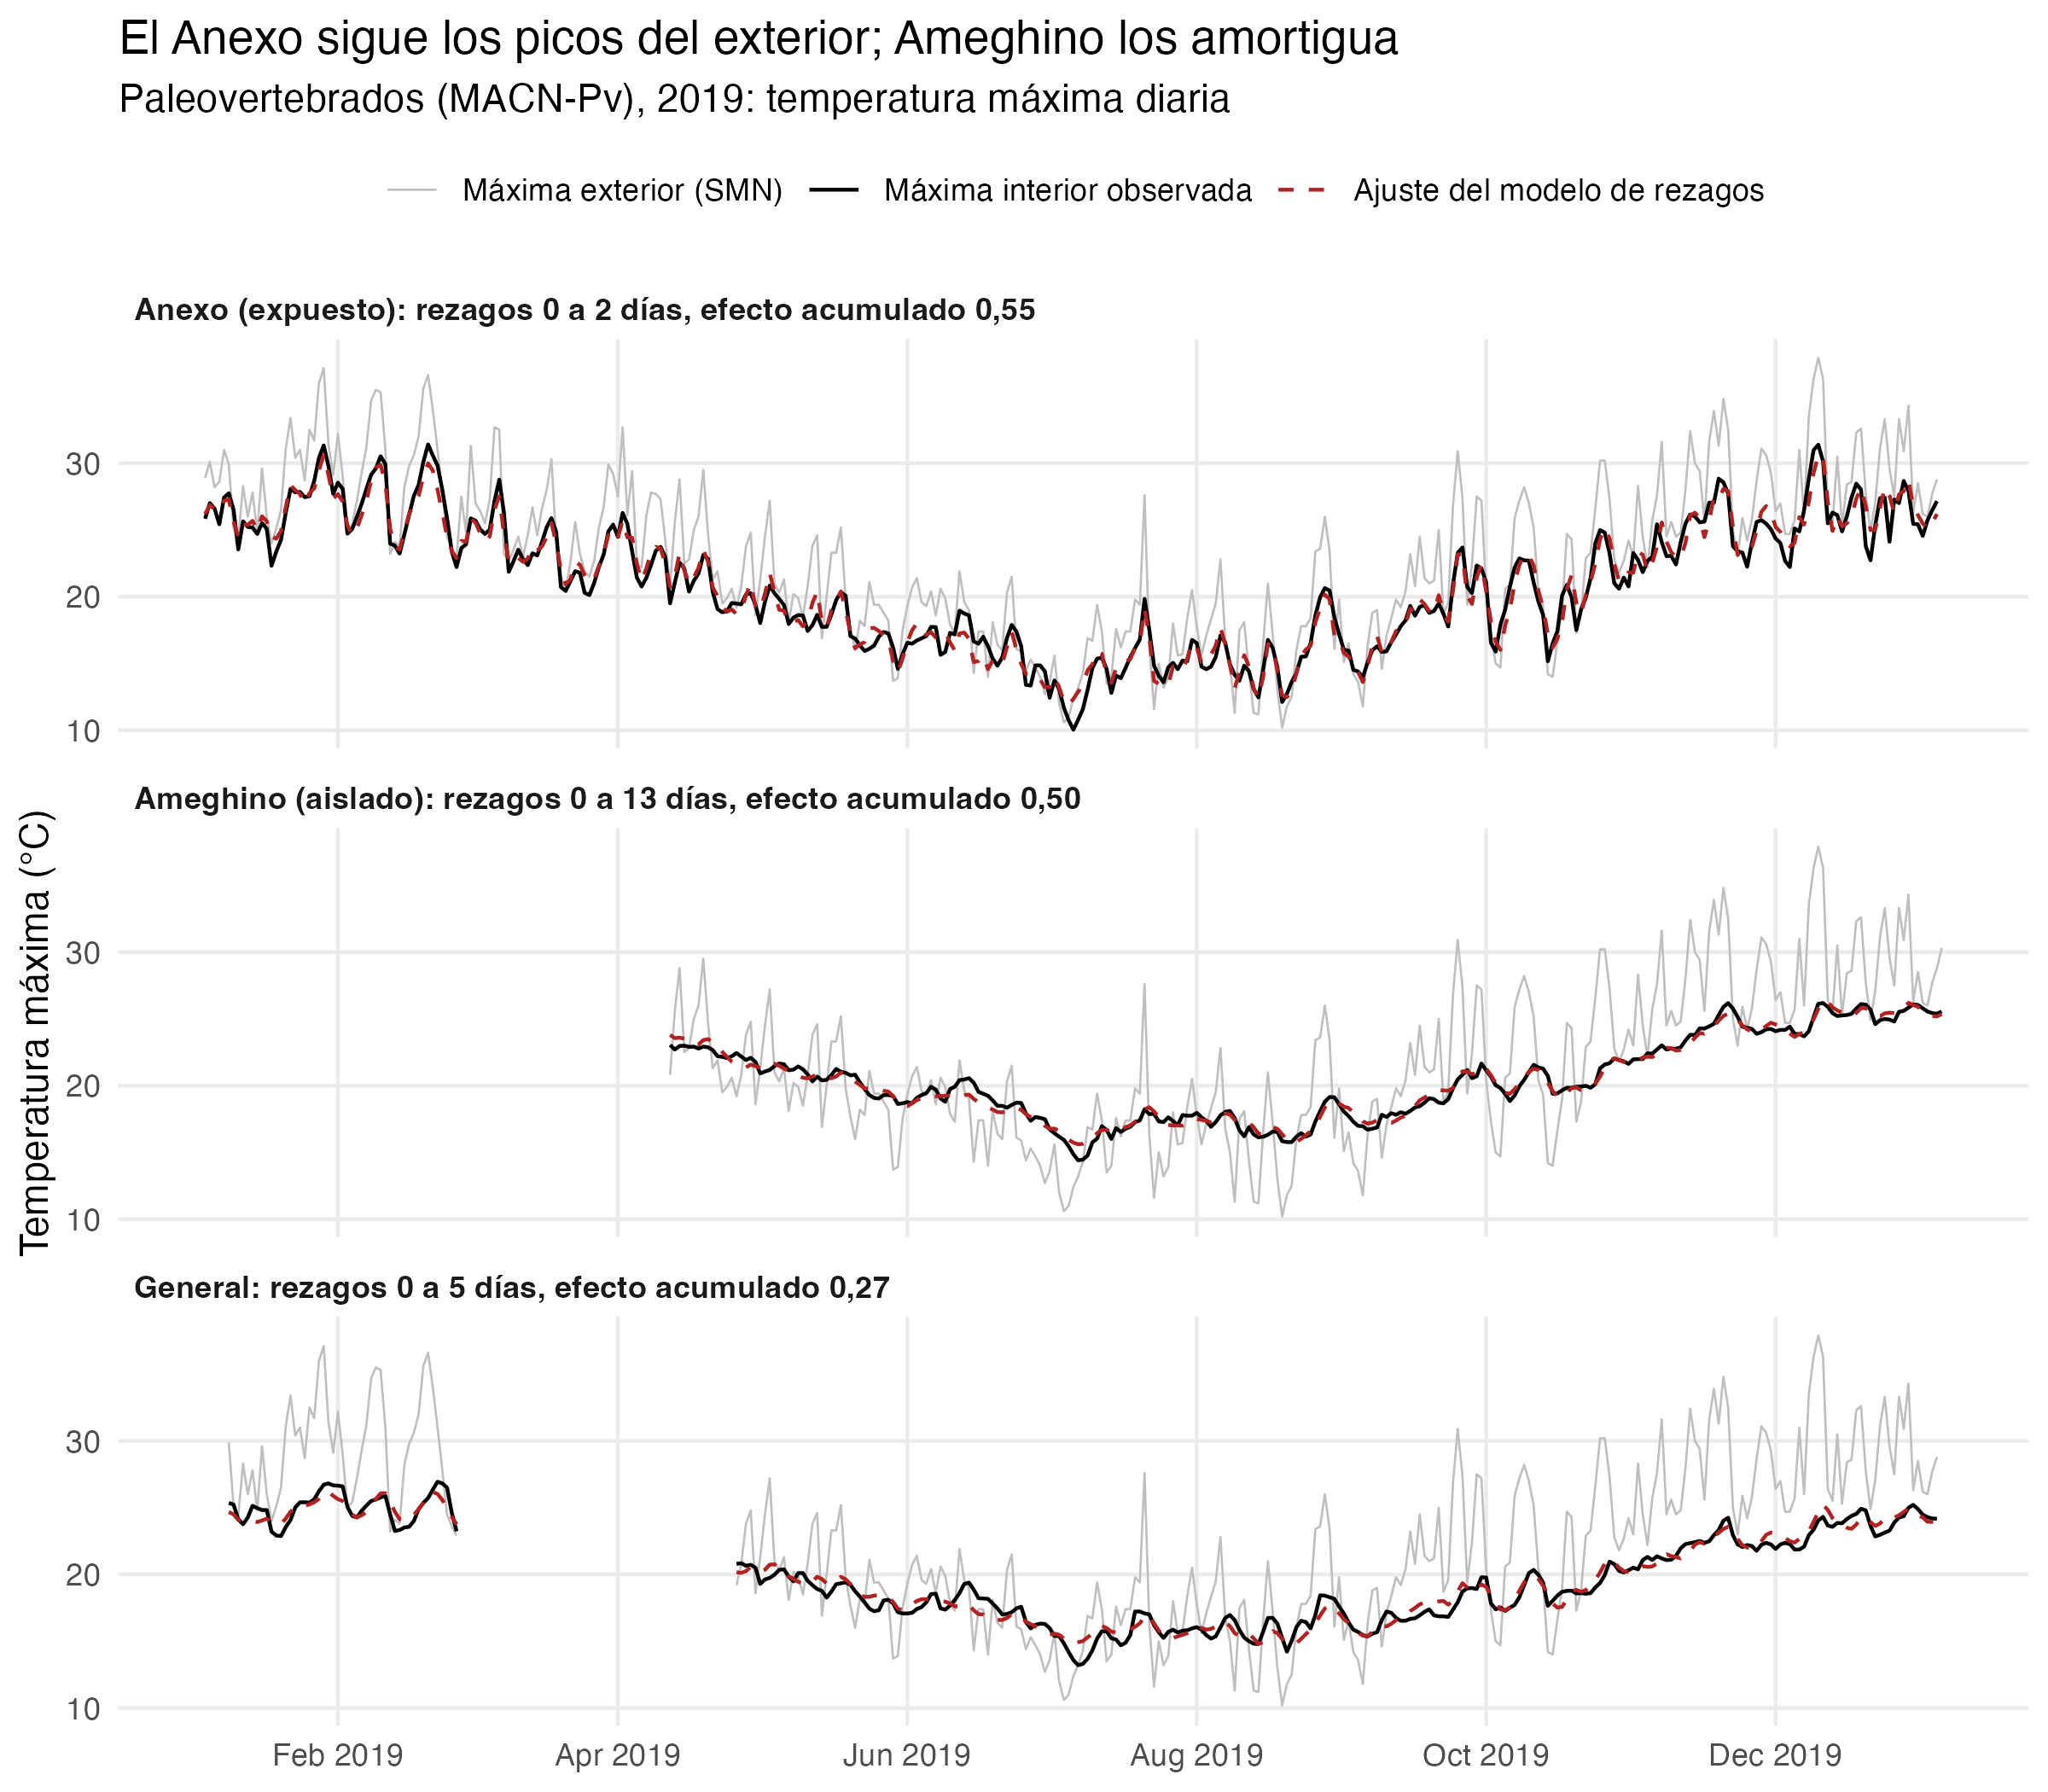 El Anexo sigue los picos del exterior; Ameghino los amortigua
Paleovertebrados (MACN-Pv), 2019: temperatura máxima diaria
Máxima exterior (SMN) Máxima interior observada Ajuste del modelo de rezagos
Anexo (expuesto): rezagos 0 a 2 días, efecto acumulado 0,55
30
20
10
Temperatura máxima (°C)
Ameghino (aislado): rezagos 0 a 13 días, efecto acumulado 0,50
30
20
10
General: rezagos 0 a 5 días, efecto acumulado 0,27
30
20
10
Feb 2019 Apr 2019 Jun 2019 Aug 2019 Oct 2019 Dec 2019